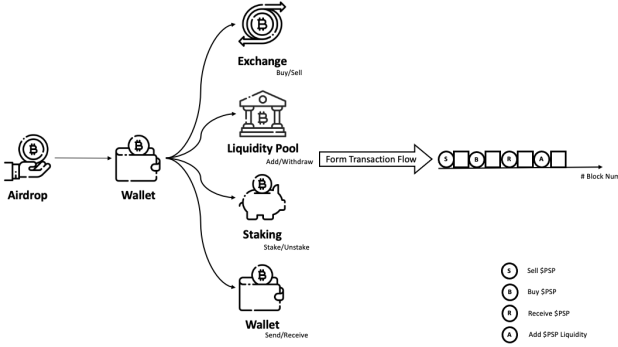 Exchange
Buy/Sell
Liquidity Pool
Add/Withdraw
Form Transaction Flow
S B R A
# Block Num
Airdrop
Wallet
Staking
Stake/Unstake
Wallet
Send/Receive
S Sell $PSP
B Buy $PSP
R Receive $PSP
A Add $PSP Liquidity